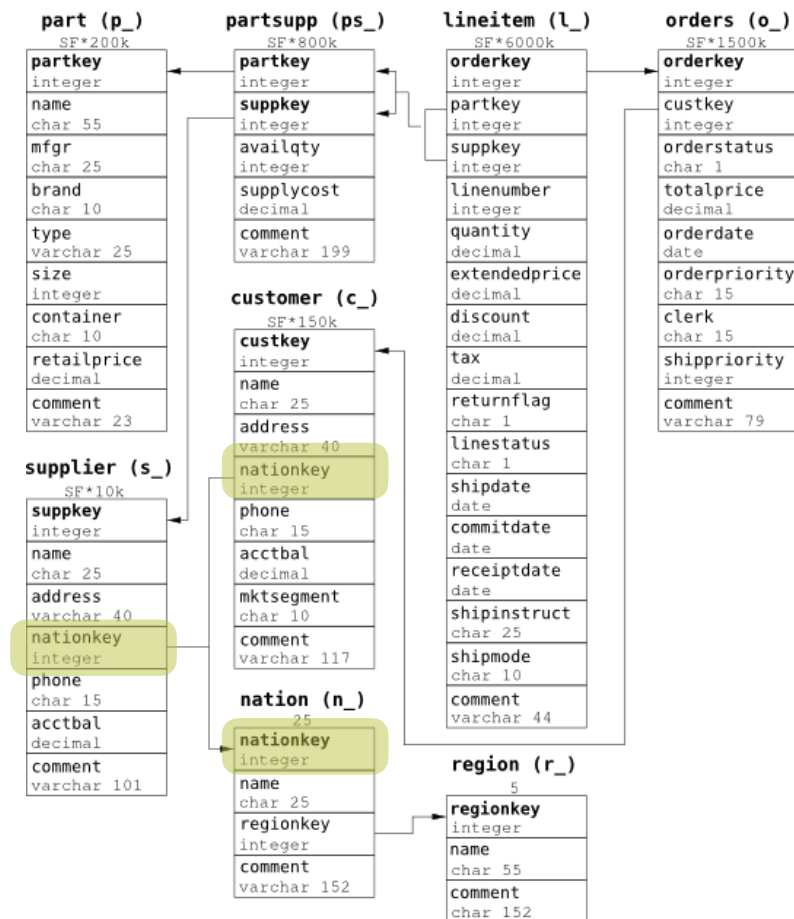 part (p_)
SF*200k
partkey
integer
name
char 55
mfgr
char 25
brand
char 10
type
varchar 25
size
integer
container
char 10
retailprice
decimal
comment
varchar 23
partsupp (ps_)
SF*800k
partkey
integer
suppkey
integer
availqty
integer
supplycost
decimal
comment
varchar 199
lineitem (l_)
SF*6000k
orderkey
integer
partkey
integer
suppkey
integer
linenumber
integer
quantity
decimal
extendedprice
decimal
discount
decimal
tax
decimal
returnflag
char 1
linestatus
char 1
shipdate
date
commitdate
date
receiptdate
date
shipinstruct
char 25
shipmode
char 10
comment
varchar 44
orders (o_)
SF*1500k
orderkey
integer
custkey
integer
orderstatus
char 1
totalprice
decimal
orderdate
date
orderpriority
char 15
clerk
char 15
shippriority
integer
comment
varchar 79
customer (c_)
SF*150k
custkey
integer
name
char 25
address
varchar 40
nationkey
integer
phone
char 15
acctbal
decimal
mktsegment
char 10
comment
varchar 117
supplier (s_)
SF*10k
suppkey
integer
name
char 25
address
varchar 40
nationkey
integer
phone
char 15
acctbal
decimal
comment
varchar 101
nation (n_)
25
nationkey
integer
name
char 25
regionkey
integer
comment
varchar 152
region (r_)
5
regionkey
integer
name
char 55
comment
char 152